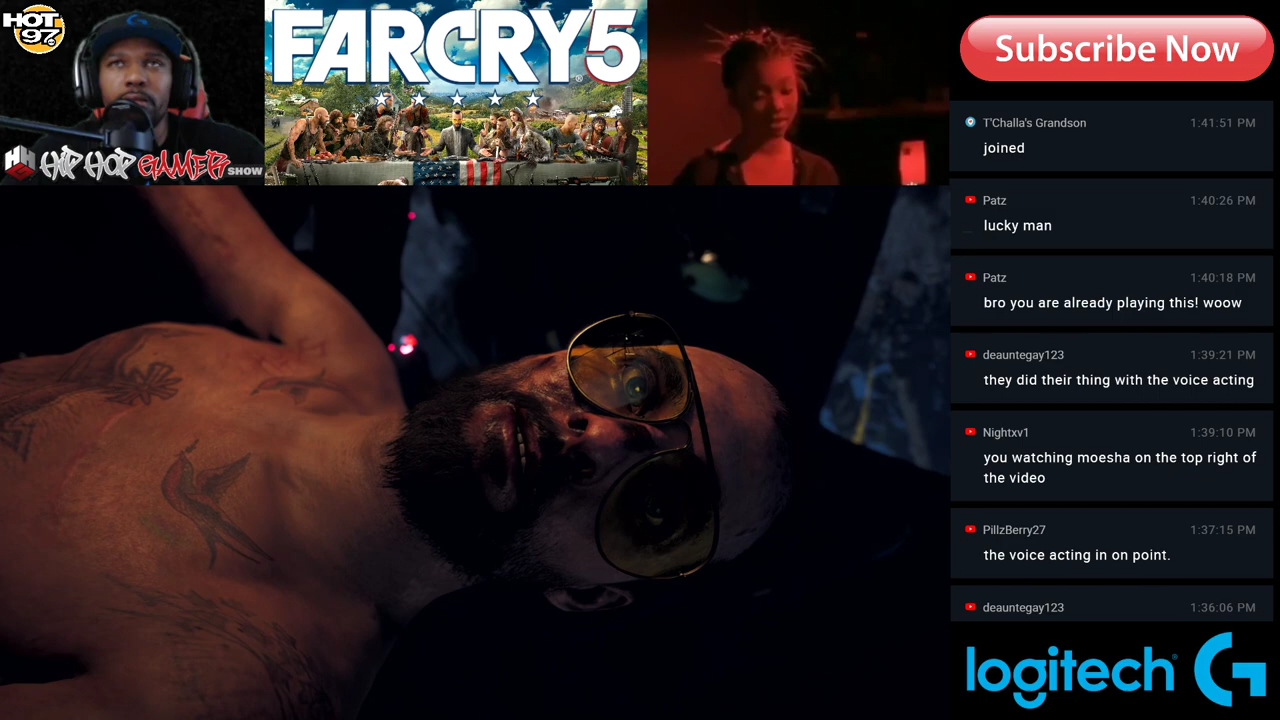 HOT
97
HIP HOP GAMER SHOW
FARCRY5
Subscribe Now
T'Challa's Grandson 1:41:51 PM
joined
Patz 1:40:26 PM
lucky man
Patz 1:40:18 PM
bro you are already playing this! woow
deauntegay123 1:39:21 PM
they did their thing with the voice acting
Nightxv1 1:39:10 PM
you watching moesha on the top right of
the video
PillzBerry27 1:37:15 PM
the voice acting in on point.
deauntegay123 1:36:06 PM
logitech G